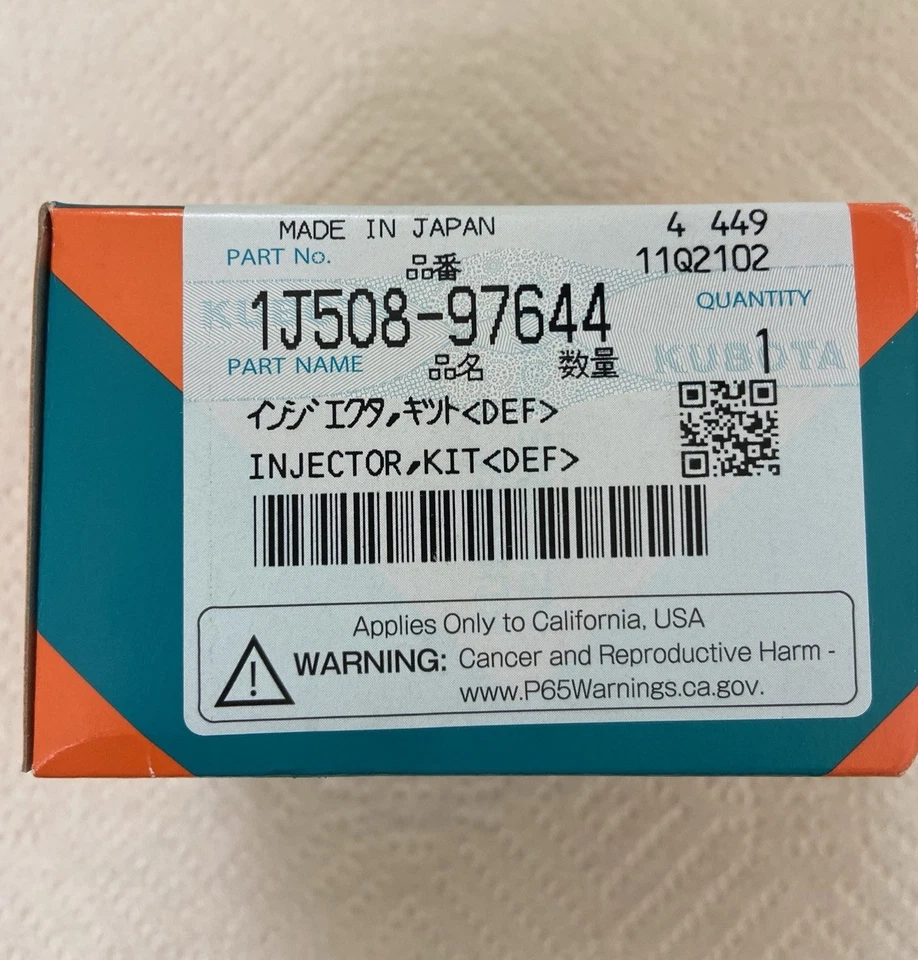 MADE IN JAPAN 4 449
PART No. 品番 11Q2102
1J508-97644 QUANTITY
PART NAME 品名 数量 1
インジェクタ,キット<DEF>
INJECTOR,KIT<DEF>
Applies Only to California, USA
WARNING: Cancer and Reproductive Harm -
www.P65Warnings.ca.gov.